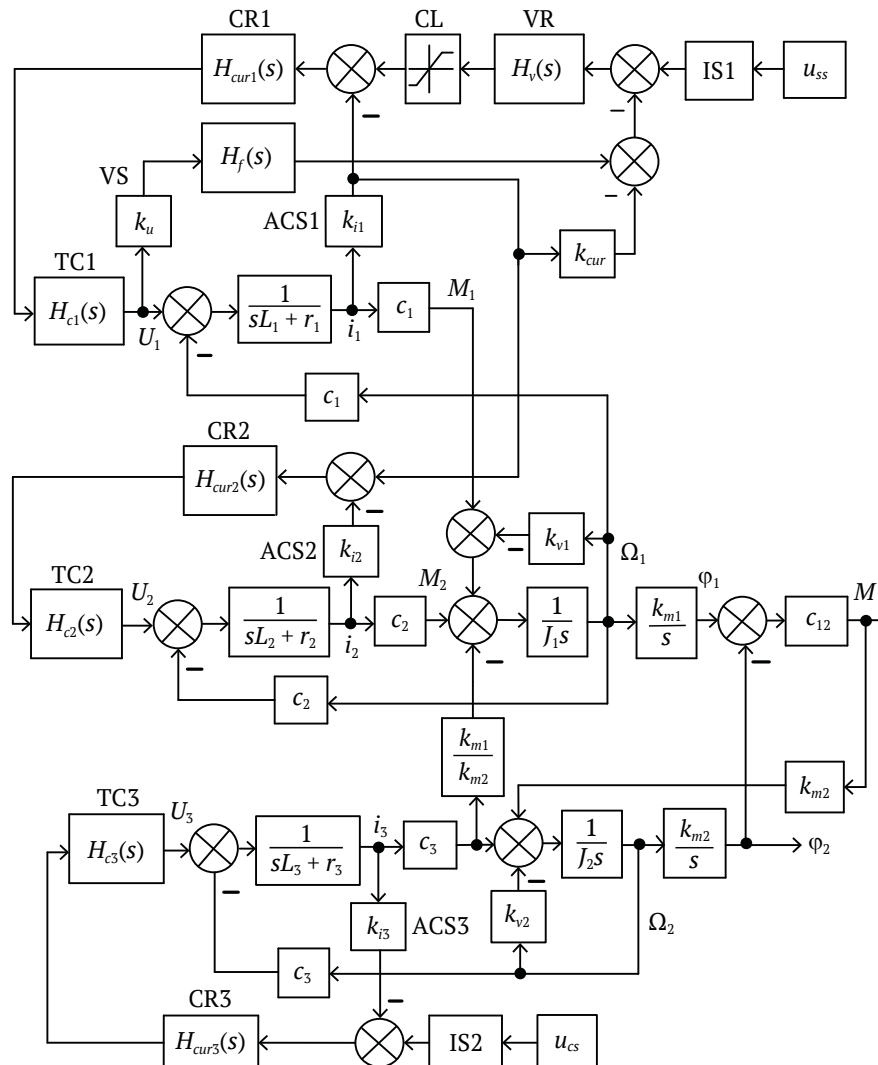 CR1
CL
VR
H_cur1(s)
H_v(s)
IS1
u_ss
−
−
VS
H_f(s)
−
k_u
ACS1
k_i1
k_cur
TC1
H_c1(s)
U_1
−
1
sL_1 + r_1
i_1
c_1
M_1
c_1
CR2
H_cur2(s)
−
ACS2
k_i2
−
k_v1
Ω_1
TC2
H_c2(s)
U_2
−
1
sL_2 + r_2
i_2
c_2
M_2
−
1
J_1s
k_m1
s
φ_1
−
c_12
M
c_2
k_m1
k_m2
k_m2
TC3
H_c3(s)
U_3
−
1
sL_3 + r_3
i_3
c_3
−
1
J_2s
k_m2
s
φ_2
k_i3
ACS3
k_v2
Ω_2
c_3
−
CR3
H_cur3(s)
IS2
u_cs